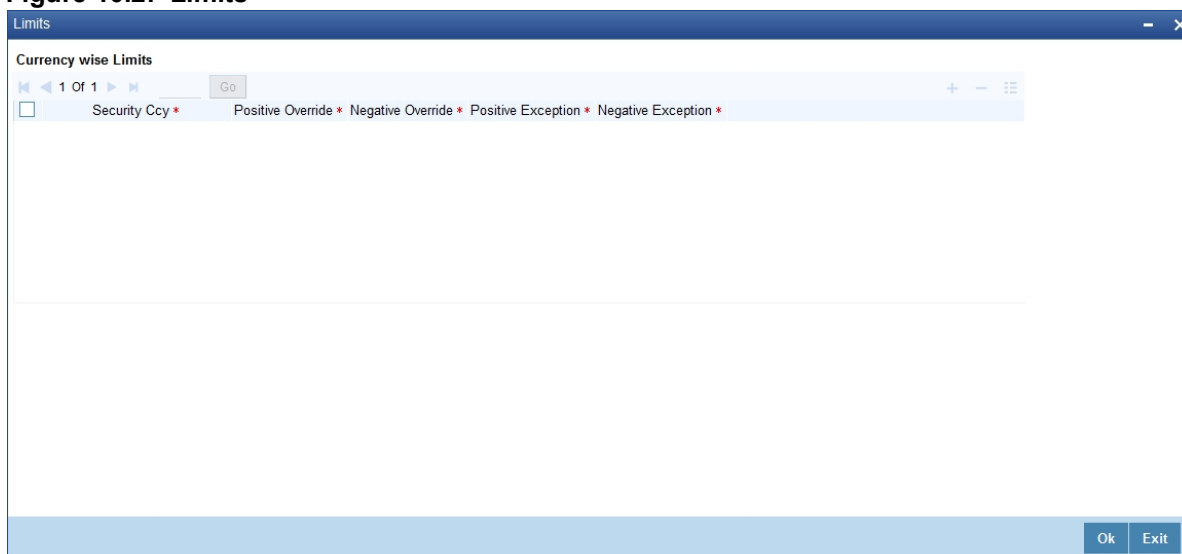 Limits
Currency wise Limits
1 Of 1 Go
Security Ccy * Positive Override * Negative Override * Positive Exception * Negative Exception *
Ok Exit